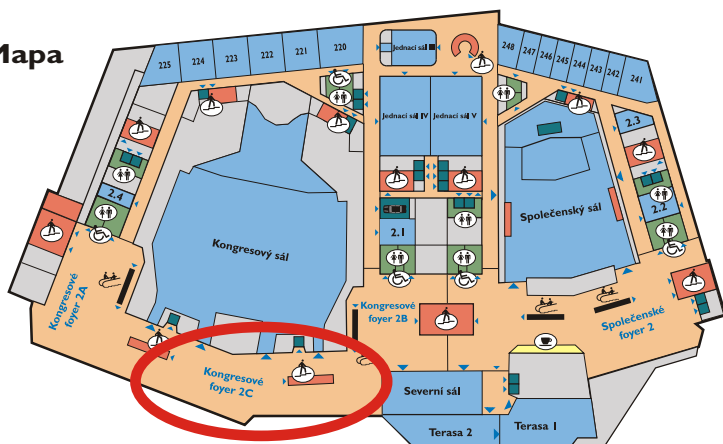 Mapa
225
224
223
222
221
220
Jednací sál III
248
247
246
245
244
243
242
241
2.3
Jednací sál IV
Jednací sál V
2.4
2.1
2.2
Společenský sál
Kongresový sál
Kongresové
foyer 2A
Kongresové
foyer 2B
Společenské
foyer 2
Kongresové
foyer 2C
Severní sál
Terasa 2
Terasa 1